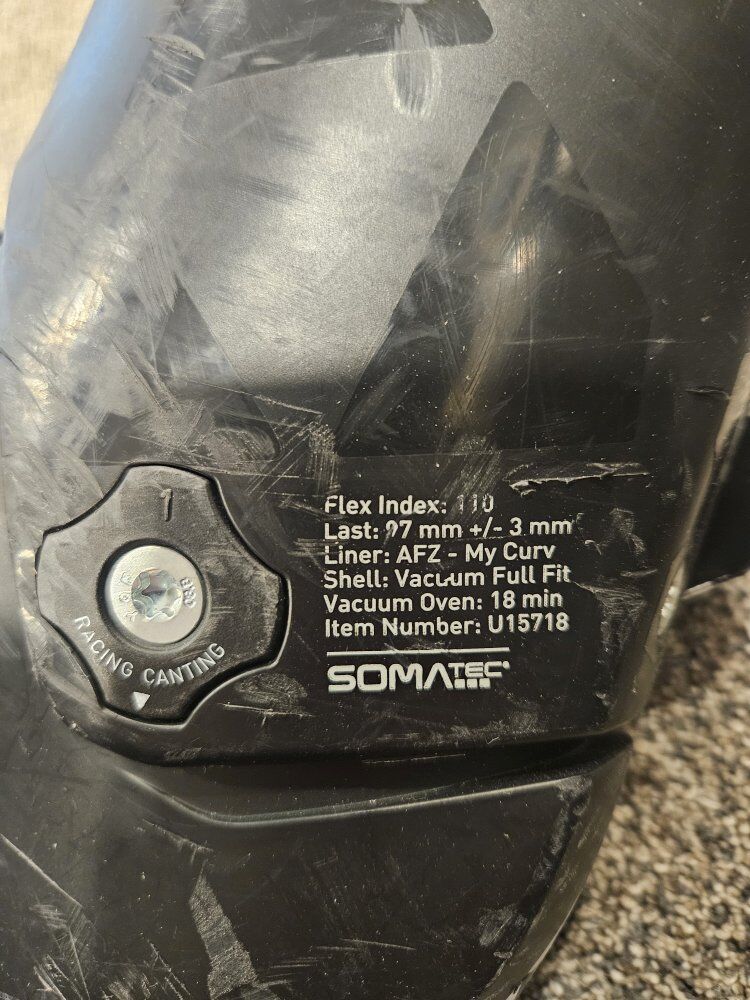 1
RACING CANTING
Flex Index: 110
Last: 97 mm +/- 3 mm
Liner: AFZ - My Curv
Shell: Vacuum Full Fit
Vacuum Oven: 18 min
Item Number: U15718
SOMATEC